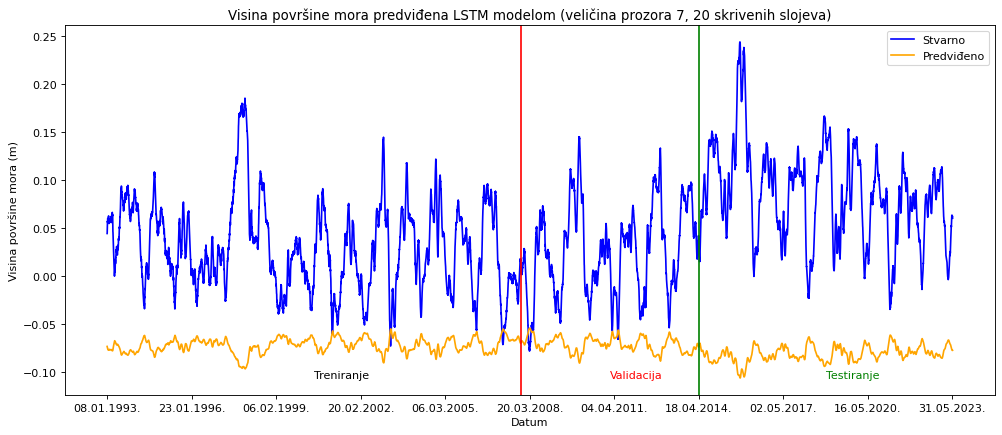 Visina površine mora predviđena LSTM modelom (veličina prozora 7, 20 skrivenih slojeva)
Stvarno
Predviđeno
Visina površine mora (m)
0.25
0.20
0.15
0.10
0.05
0.00
−0.05
−0.10
Treniranje
Validacija
Testiranje
08.01.1993.
23.01.1996.
06.02.1999.
20.02.2002.
06.03.2005.
20.03.2008.
04.04.2011.
18.04.2014.
02.05.2017.
16.05.2020.
31.05.2023.
Datum